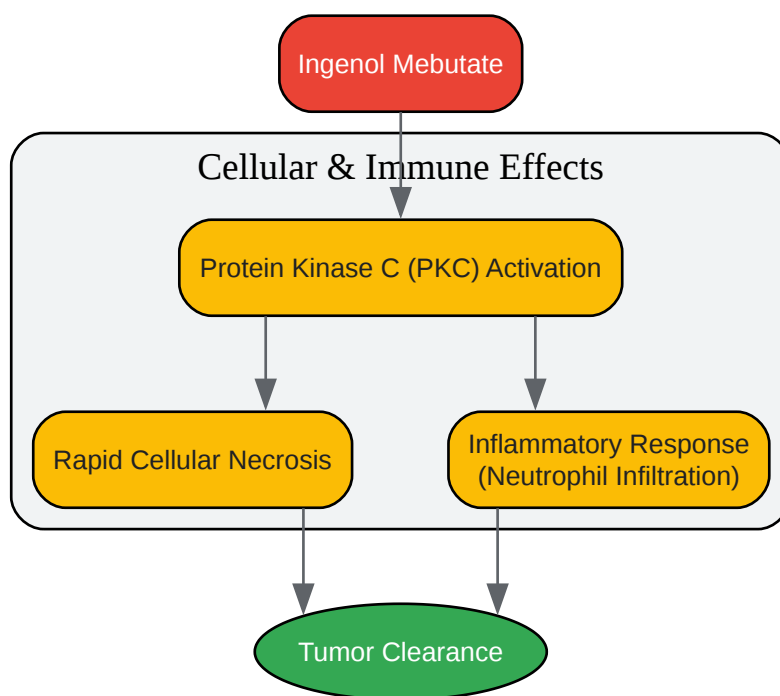 Ingenol Mebutate
Cellular & Immune Effects
Protein Kinase C (PKC) Activation
Rapid Cellular Necrosis
Inflammatory Response
(Neutrophil Infiltration)
Tumor Clearance